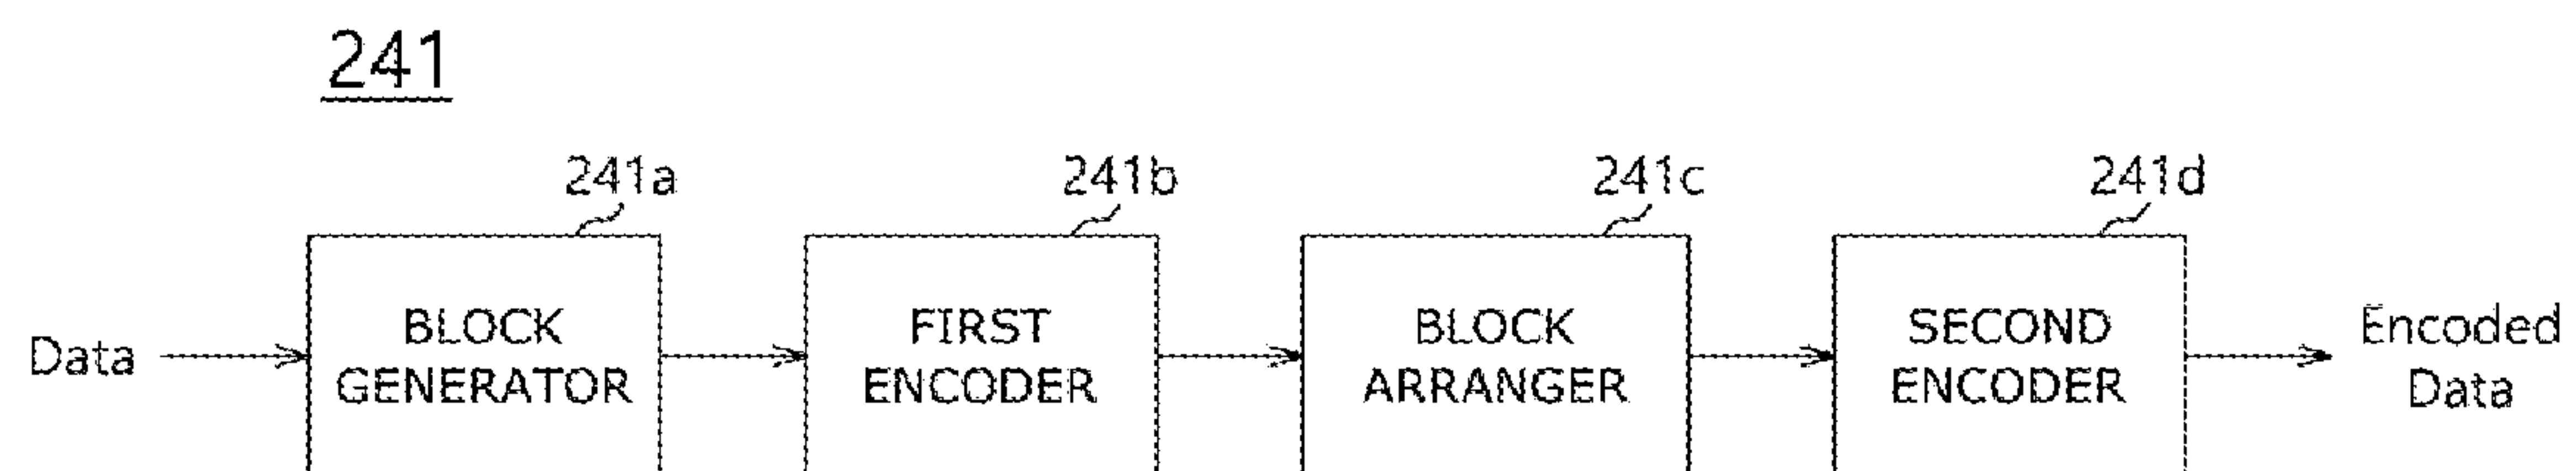 241
241a
241b
241c
241d
Data
BLOCK
GENERATOR
FIRST
ENCODER
BLOCK
ARRANGER
SECOND
ENCODER
Encoded
Data